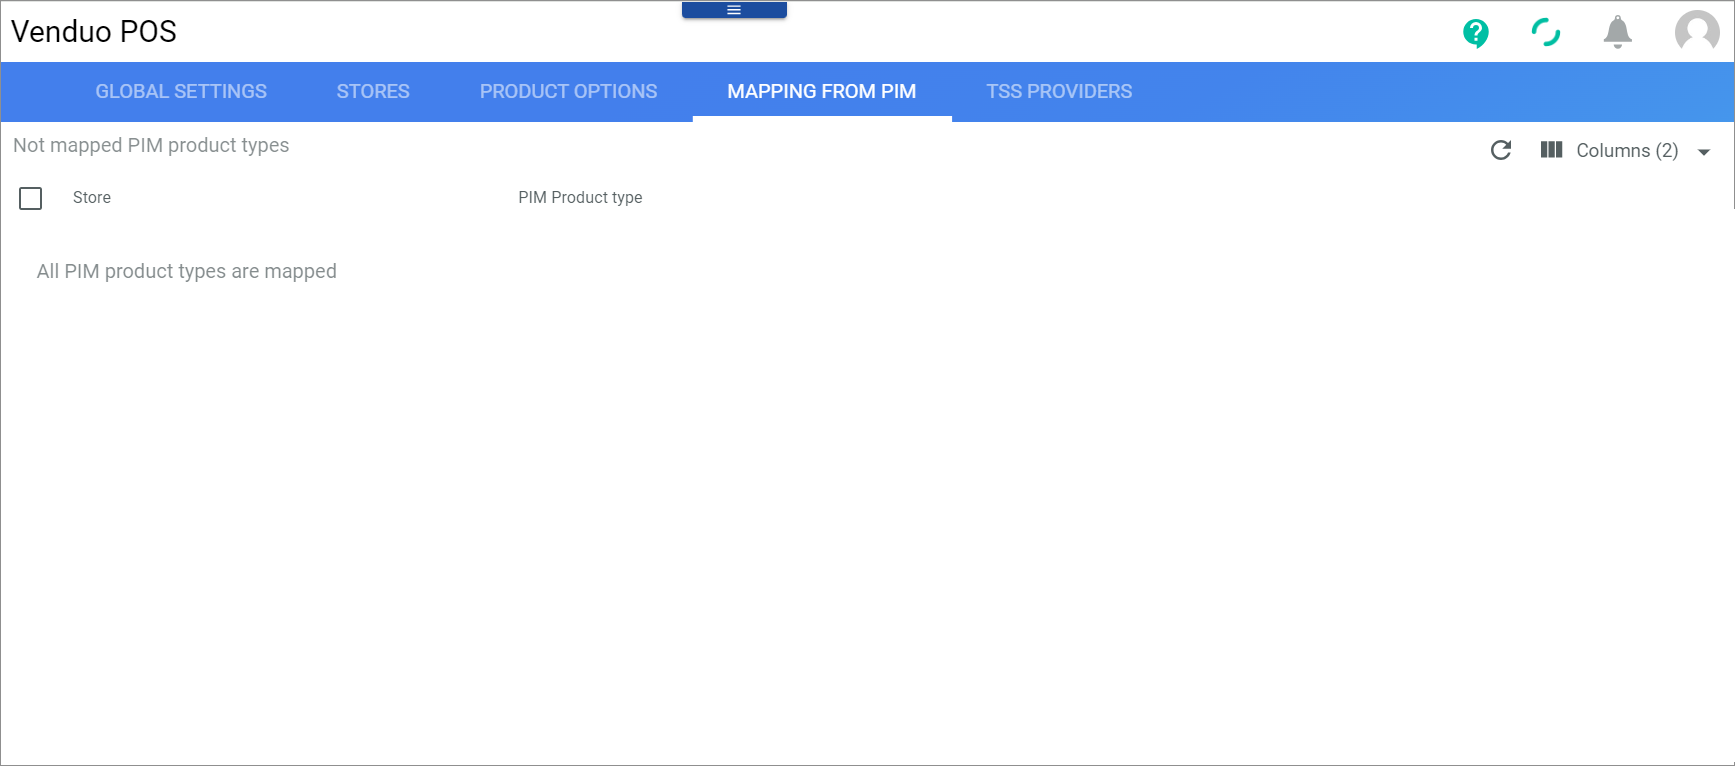 Venduo POS
GLOBAL SETTINGS STORES PRODUCT OPTIONS MAPPING FROM PIM TSS PROVIDERS
Not mapped PIM product types
Columns (2)
Store PIM Product type
All PIM product types are mapped